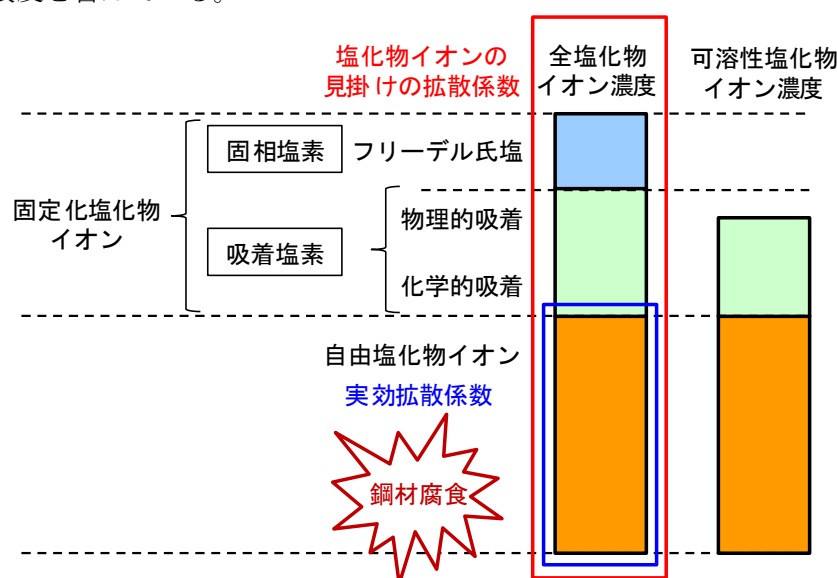 塩化物イオンの
見掛けの拡散係数
全塩化物
イオン濃度
可溶性塩化物
イオン濃度
固相塩素
フリーデル氏塩
固定化塩化物
イオン
物理的吸着
吸着塩素
化学的吸着
自由塩化物イオン
実効拡散係数
鋼材腐食